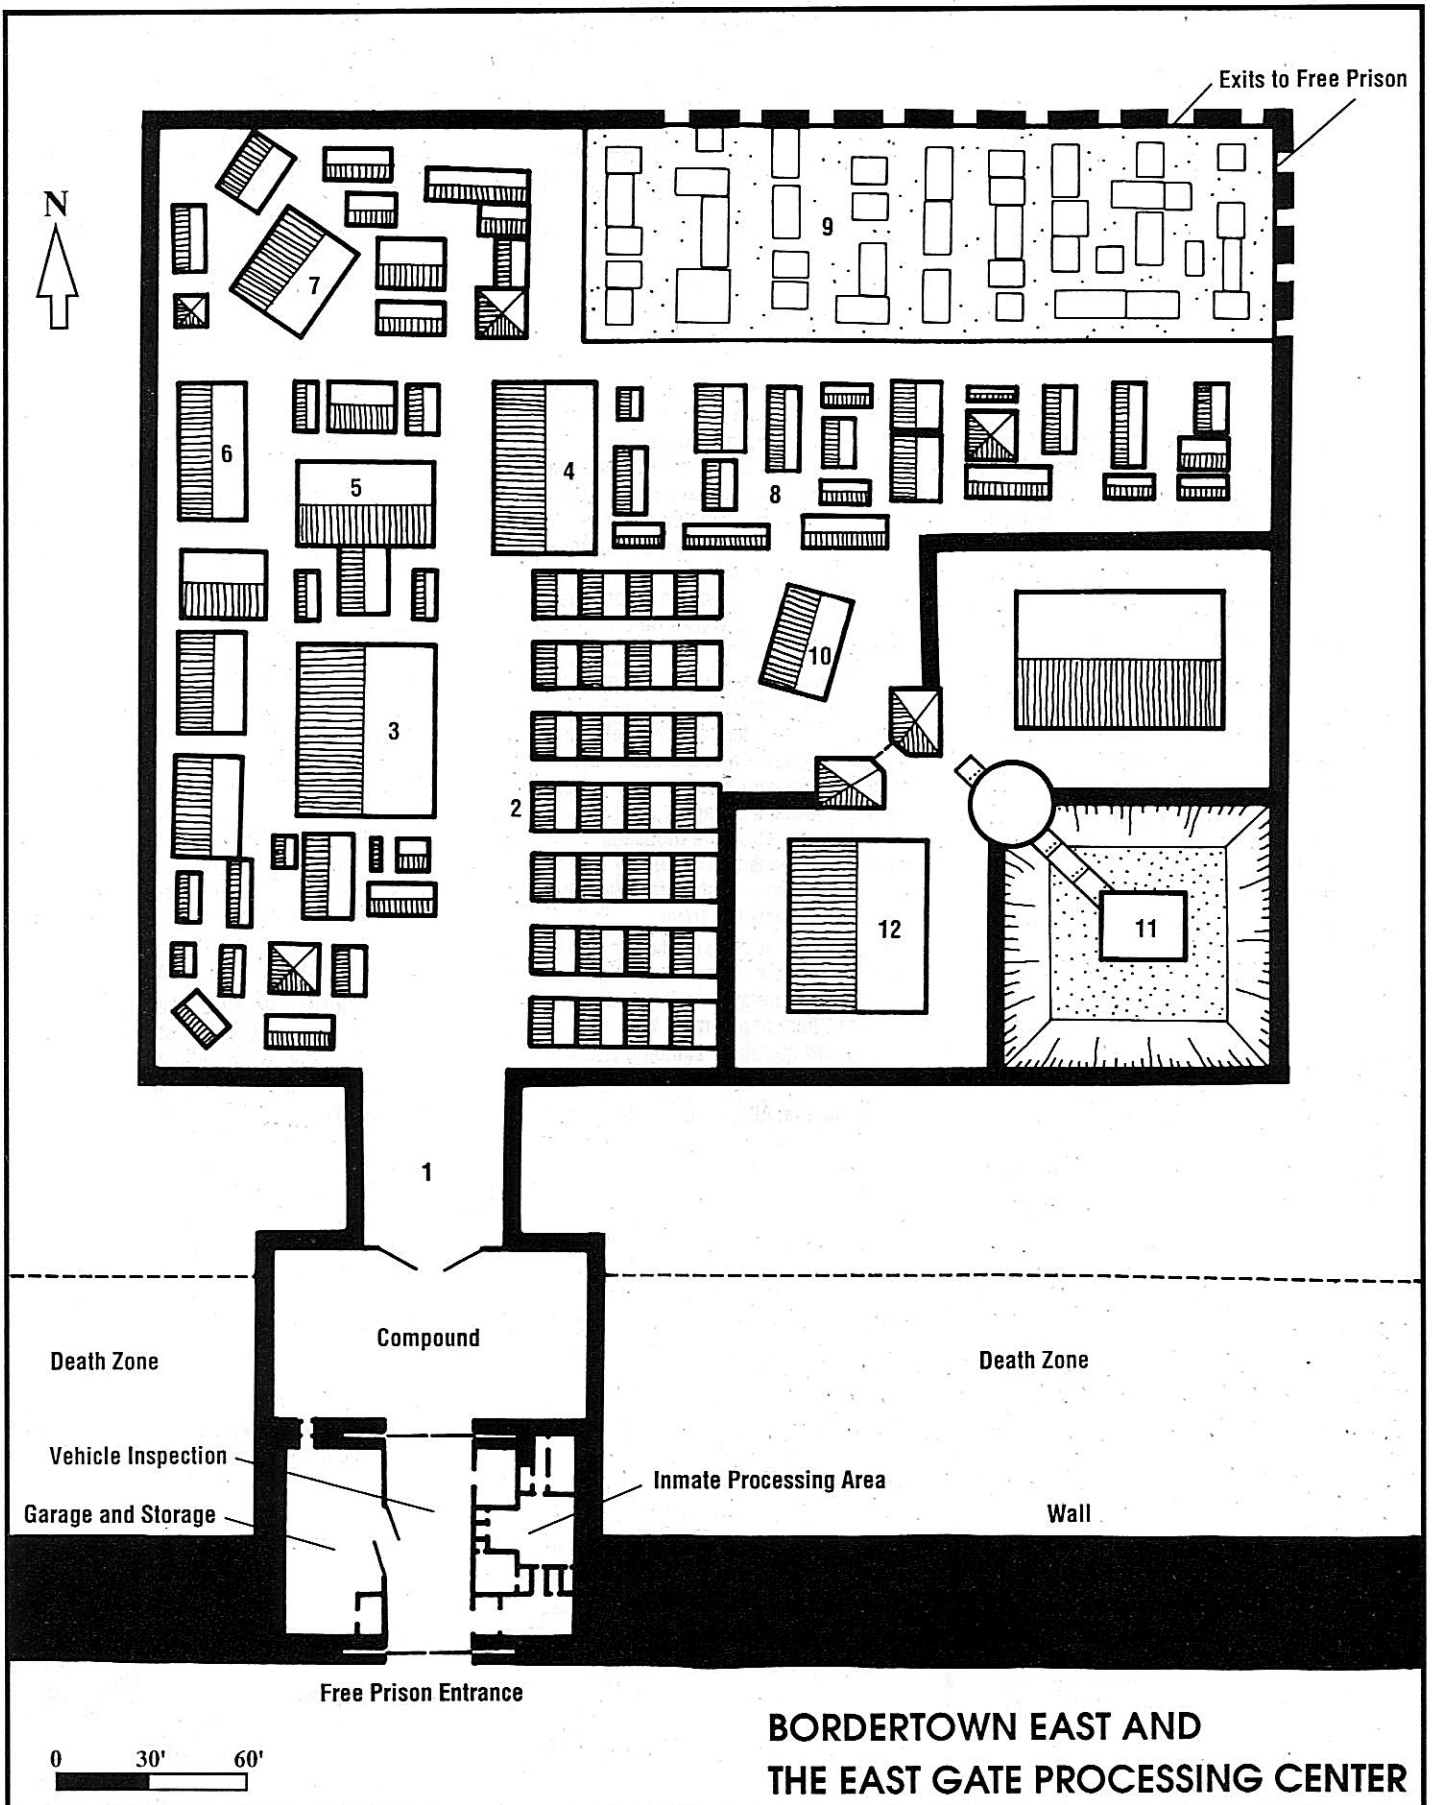 Exits to Free Prison
N
9
7
6
5
4
8
10
3
2
12
11
1
Compound
Death Zone
Death Zone
Vehicle Inspection
Inmate Processing Area
Garage and Storage
Wall
Free Prison Entrance
0 30' 60'
BORDERTOWN EAST AND
THE EAST GATE PROCESSING CENTER